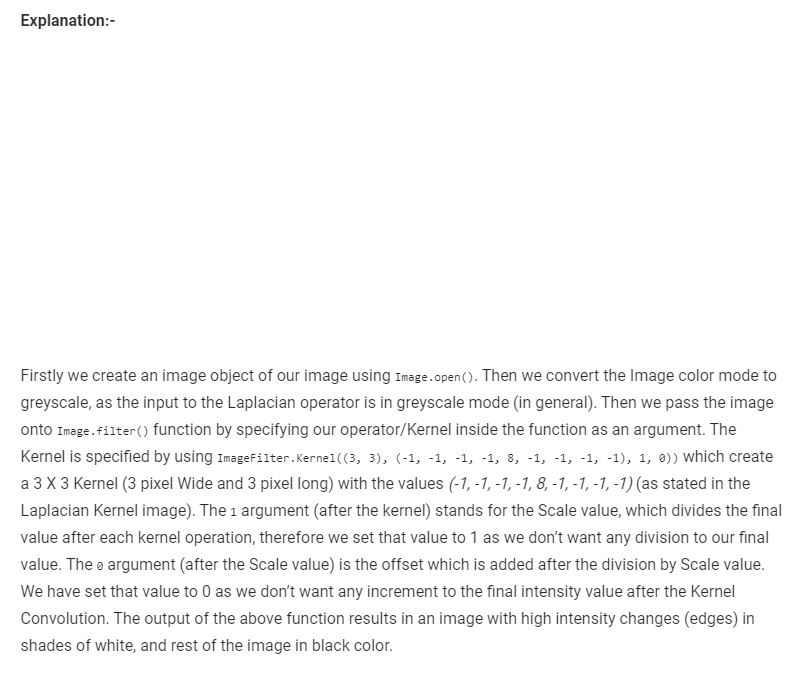 Explanation:-
Firstly we create an image object of our image using Image.open(). Then we convert the Image color mode to
greyscale, as the input to the Laplacian operator is in greyscale mode (in general). Then we pass the image
onto Image.filter() function by specifying our operator/Kernel inside the function as an argument. The
Kernel is specified by using ImageFilter.Kernel((3, 3), (-1, -1, -1, -1, 8, -1, -1, -1, -1), 1, 0)) which create
a 3 X 3 Kernel (3 pixel Wide and 3 pixel long) with the values (-1, -1, -1, -1, 8, -1, -1, -1, -1) (as stated in the
Laplacian Kernel image). The 1 argument (after the kernel) stands for the Scale value, which divides the final
value after each kernel operation, therefore we set that value to 1 as we don’t want any division to our final
value. The 0 argument (after the Scale value) is the offset which is added after the division by Scale value.
We have set that value to 0 as we don’t want any increment to the final intensity value after the Kernel
Convolution. The output of the above function results in an image with high intensity changes (edges) in
shades of white, and rest of the image in black color.